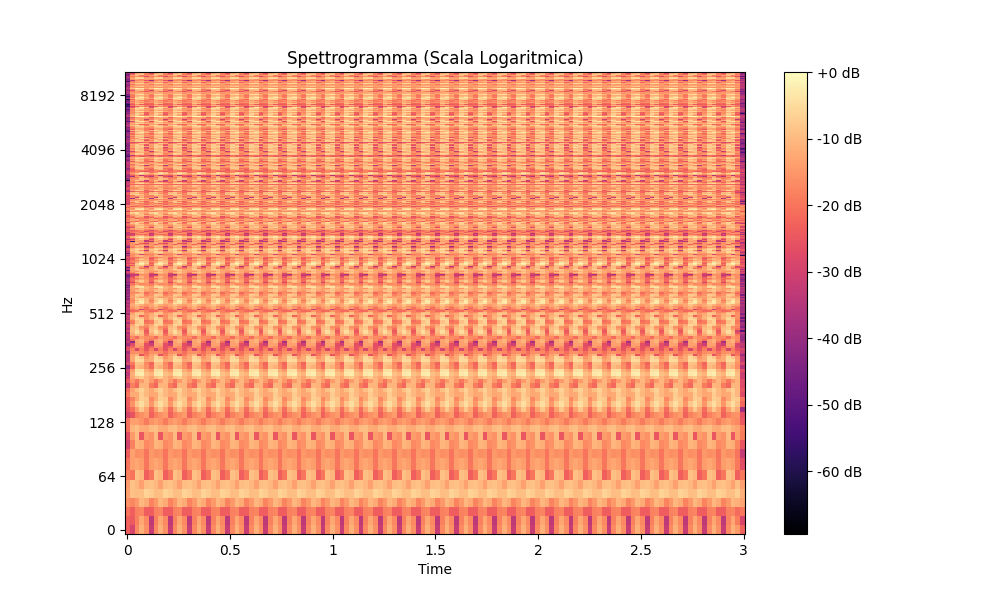 Spettrogramma (Scala Logaritmica)
+0 dB
8192
-10 dB
4096
-20 dB
2048
-30 dB
1024
Hz
512
-40 dB
256
-50 dB
128
-60 dB
64
0
0 0.5 1 1.5 2 2.5 3
Time